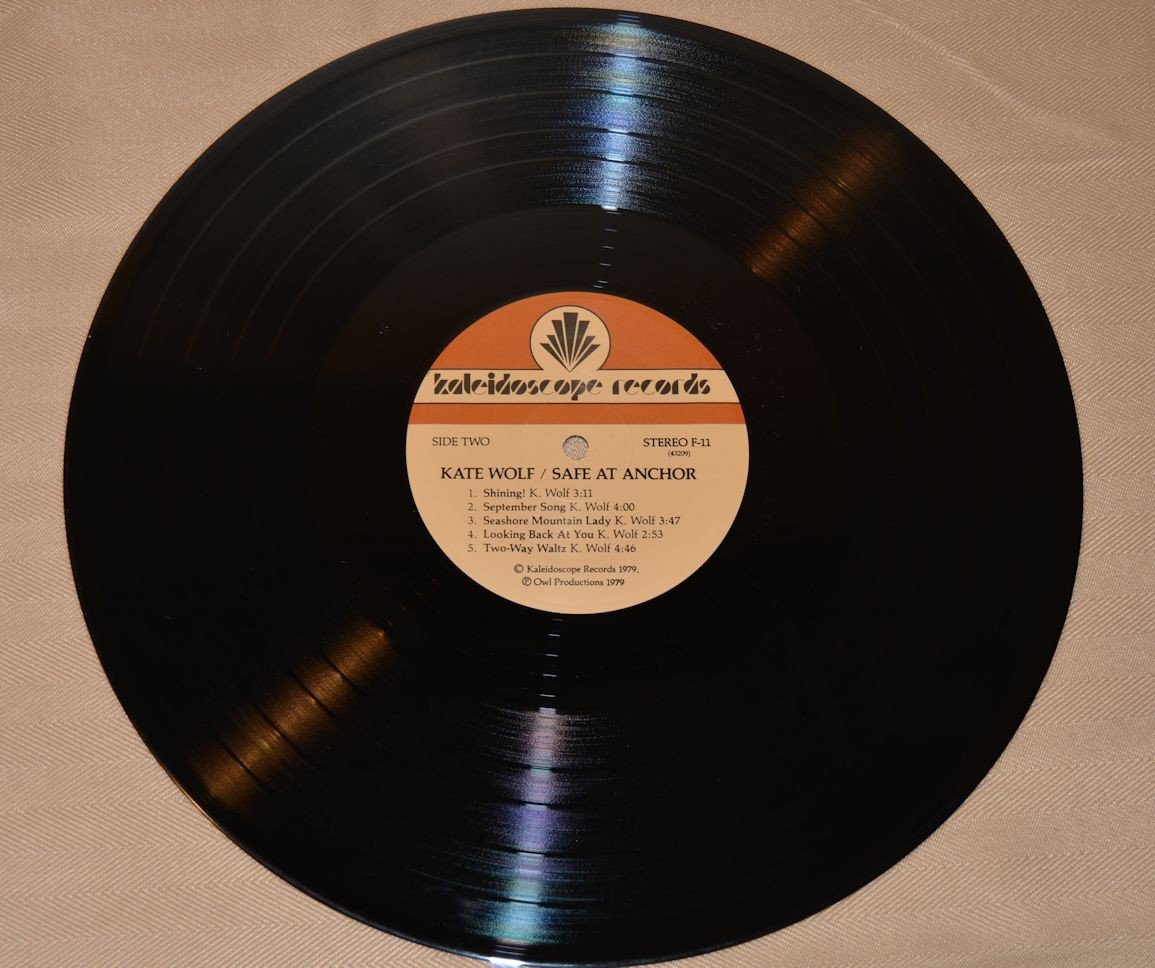 kaleidoscope records
SIDE TWO
STEREO F-11
(43209)
KATE WOLF / SAFE AT ANCHOR
1. Shining! K. Wolf 3:11
2. September Song K. Wolf 4:00
3. Seashore Mountain Lady K. Wolf 3:47
4. Looking Back At You K. Wolf 2:53
5. Two-Way Waltz K. Wolf 4:46
© Kaleidoscope Records 1979,
℗ Owl Productions 1979